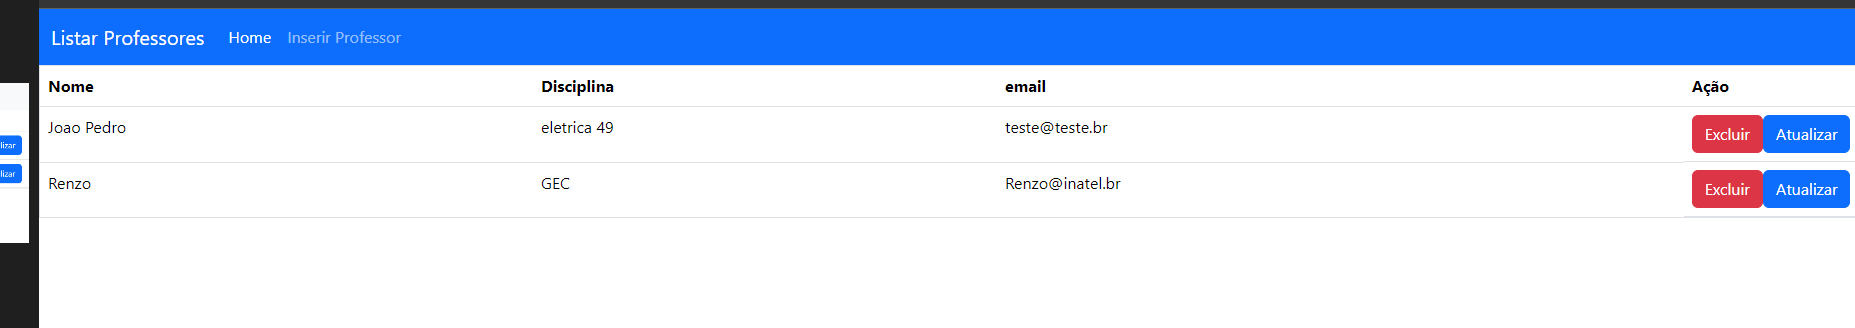 Listar Professores Home Inserir Professor
Nome Disciplina email Ação
Joao Pedro eletrica 49 teste@teste.br Excluir Atualizar
lizar
Renzo GEC Renzo@inatel.br Excluir Atualizar
lizar